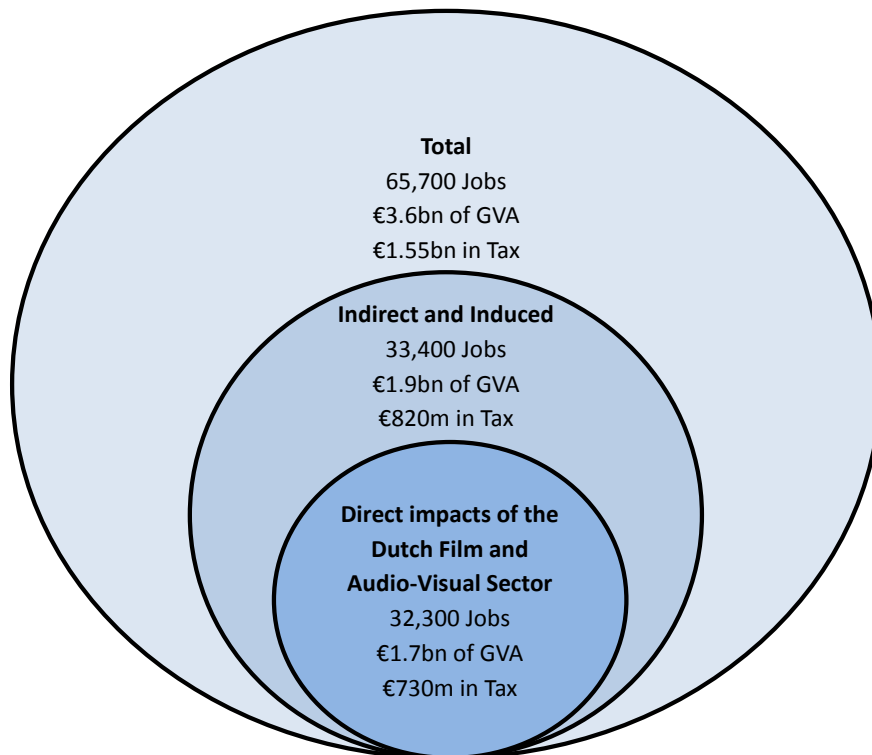 Total
65,700 Jobs
€3.6bn of GVA
€1.55bn in Tax
Indirect and Induced
33,400 Jobs
€1.9bn of GVA
€820m in Tax
Direct impacts of the
Dutch Film and
Audio-Visual Sector
32,300 Jobs
€1.7bn of GVA
€730m in Tax